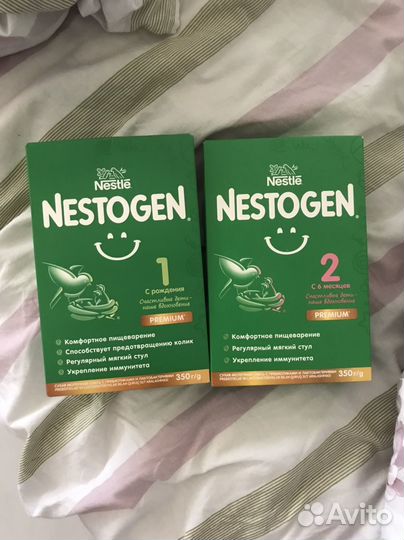 Nestlé
NESTOGEN®
1
С рождения
Счастливые дети -
наше вдохновение
PREMIUM
Комфортное пищеварение
Способствует предотвращению колик
Регулярный мягкий стул
Укрепление иммунитета
350 г/g
Nestlé
NESTOGEN®
2
С 6 месяцев
Счастливые дети -
наше вдохновение
PREMIUM
Комфортное пищеварение
Регулярный мягкий стул
Укрепление иммунитета
350 г/g
Avito